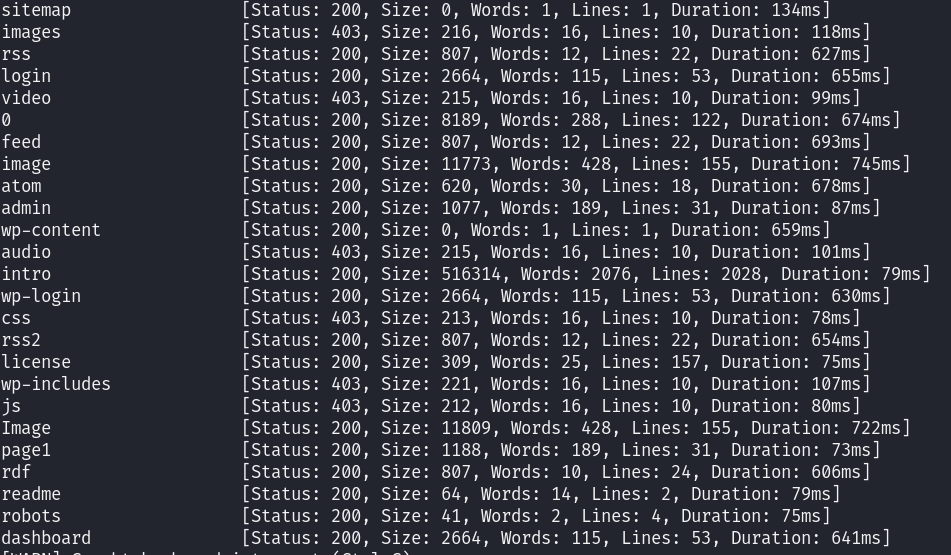 sitemap [Status: 200, Size: 0, Words: 1, Lines: 1, Duration: 134ms]
images [Status: 403, Size: 216, Words: 16, Lines: 10, Duration: 118ms]
rss [Status: 200, Size: 807, Words: 12, Lines: 22, Duration: 627ms]
login [Status: 200, Size: 2664, Words: 115, Lines: 53, Duration: 655ms]
video [Status: 403, Size: 215, Words: 16, Lines: 10, Duration: 99ms]
0 [Status: 200, Size: 8189, Words: 288, Lines: 122, Duration: 674ms]
feed [Status: 200, Size: 807, Words: 12, Lines: 22, Duration: 693ms]
image [Status: 200, Size: 11773, Words: 428, Lines: 155, Duration: 745ms]
atom [Status: 200, Size: 620, Words: 30, Lines: 18, Duration: 678ms]
admin [Status: 200, Size: 1077, Words: 189, Lines: 31, Duration: 87ms]
wp-content [Status: 200, Size: 0, Words: 1, Lines: 1, Duration: 659ms]
audio [Status: 403, Size: 215, Words: 16, Lines: 10, Duration: 101ms]
intro [Status: 200, Size: 516314, Words: 2076, Lines: 2028, Duration: 79ms]
wp-login [Status: 200, Size: 2664, Words: 115, Lines: 53, Duration: 630ms]
css [Status: 403, Size: 213, Words: 16, Lines: 10, Duration: 78ms]
rss2 [Status: 200, Size: 807, Words: 12, Lines: 22, Duration: 654ms]
license [Status: 200, Size: 309, Words: 25, Lines: 157, Duration: 75ms]
wp-includes [Status: 403, Size: 221, Words: 16, Lines: 10, Duration: 107ms]
js [Status: 403, Size: 212, Words: 16, Lines: 10, Duration: 80ms]
Image [Status: 200, Size: 11809, Words: 428, Lines: 155, Duration: 722ms]
page1 [Status: 200, Size: 1188, Words: 189, Lines: 31, Duration: 73ms]
rdf [Status: 200, Size: 807, Words: 10, Lines: 24, Duration: 606ms]
readme [Status: 200, Size: 64, Words: 14, Lines: 2, Duration: 79ms]
robots [Status: 200, Size: 41, Words: 2, Lines: 4, Duration: 75ms]
dashboard [Status: 200, Size: 2664, Words: 115, Lines: 53, Duration: 641ms]